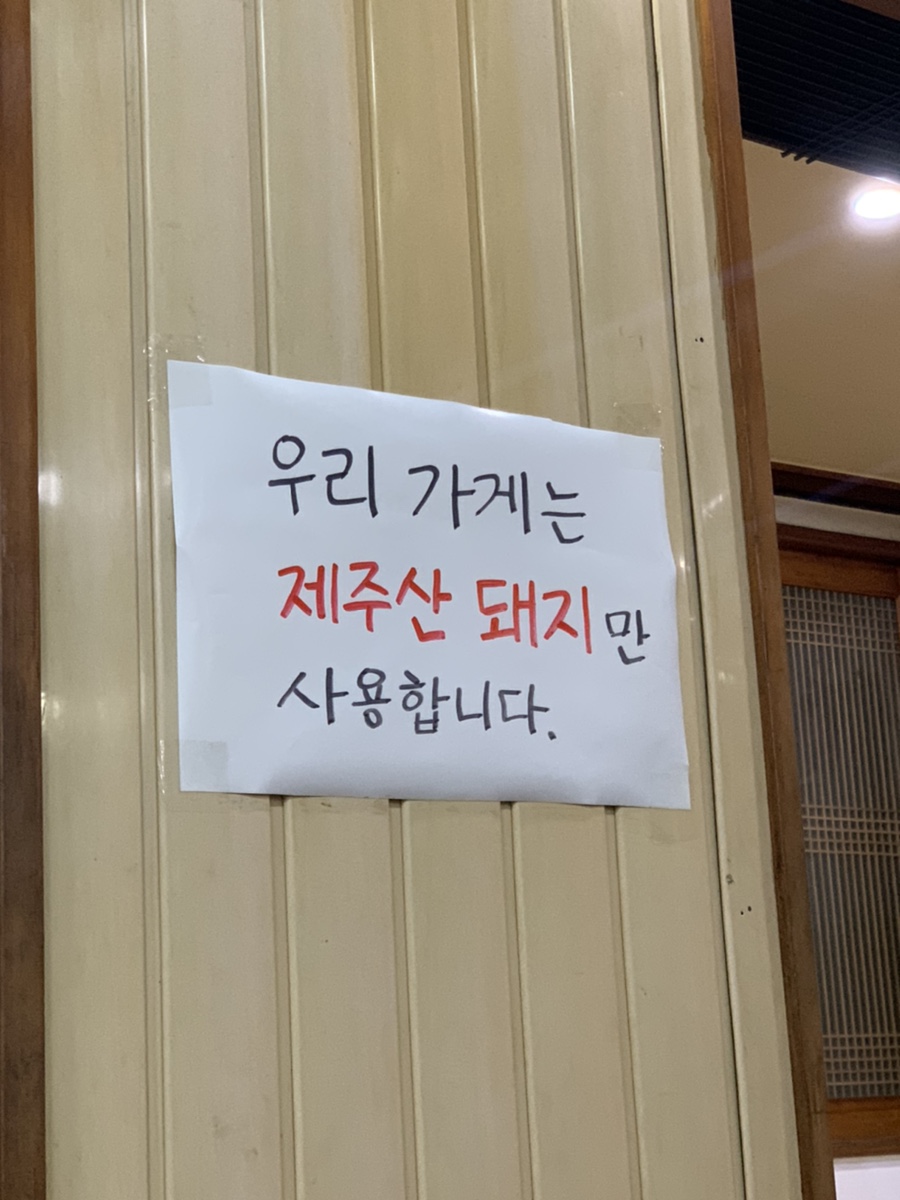 우리 가게는
제주산 돼지만
사용합니다.